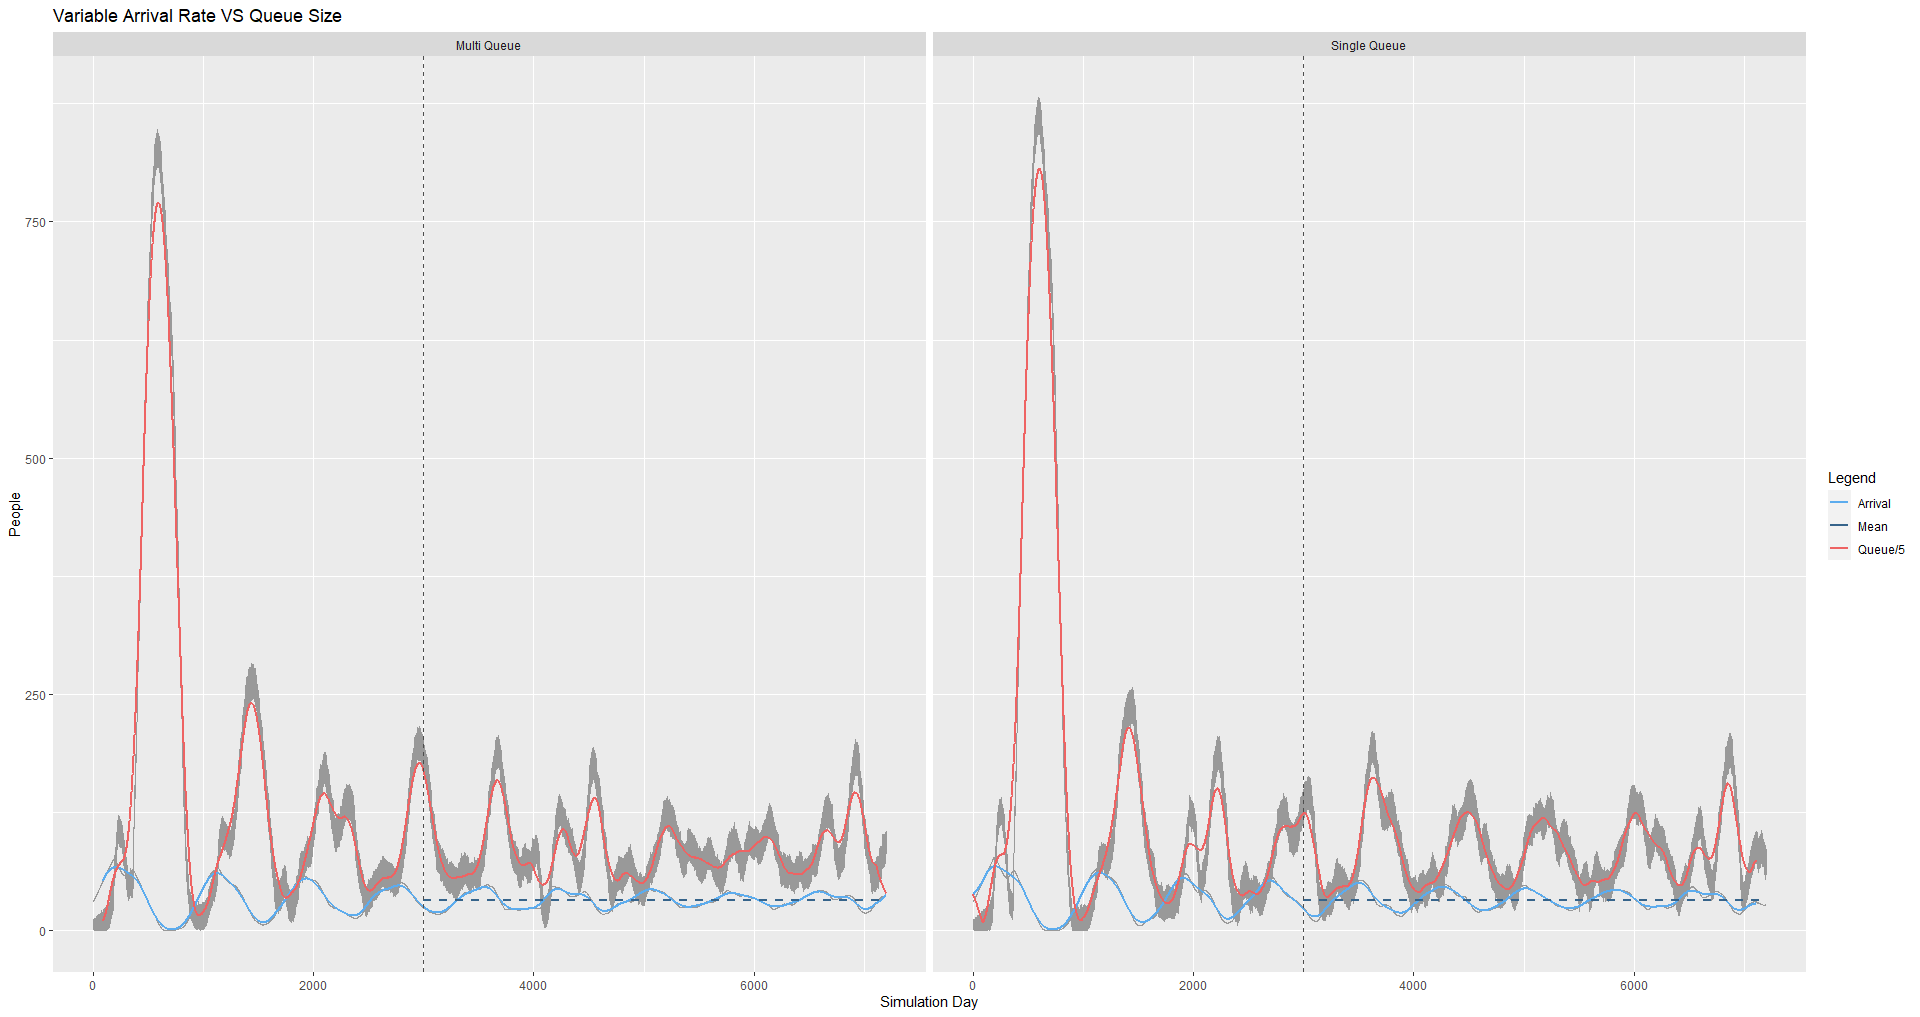 Variable Arrival Rate VS Queue Size
Multi Queue
Single Queue
People
750
500
250
0
0
2000
4000
6000
0
2000
4000
6000
Simulation Day
Legend
Arrival
Mean
Queue/5